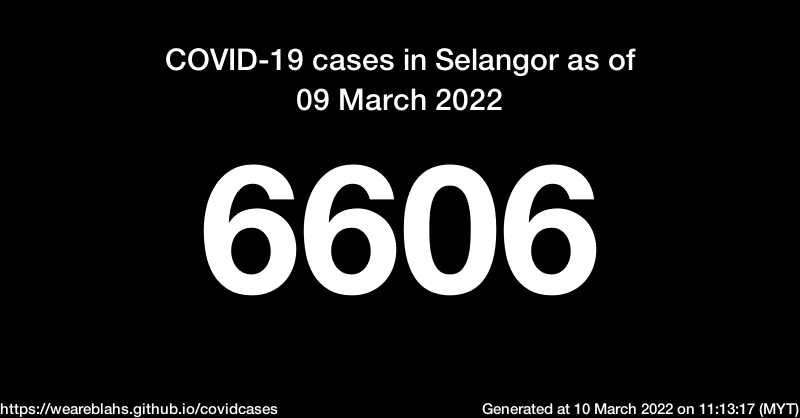 COVID-19 cases in Selangor as of
09 March 2022
6606
https://weareblahs.github.io/covidcases
Generated at 10 March 2022 on 11:13:17 (MYT)